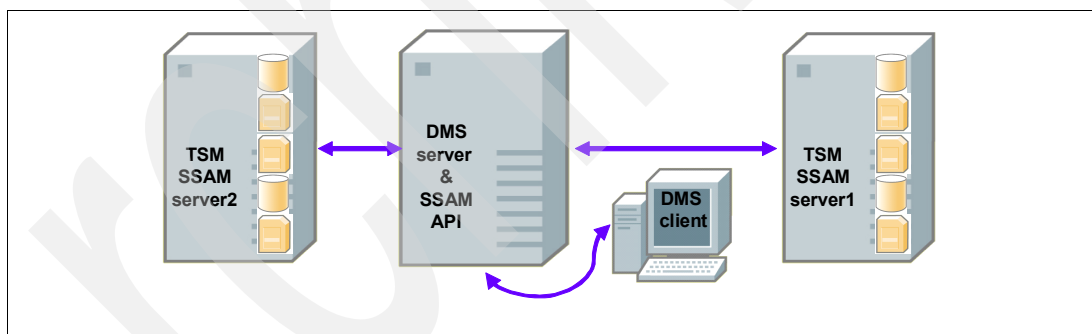 TSM
SSAM
server2
DMS
server
&
SSAM
API
DMS
client
TSM
SSAM
server1